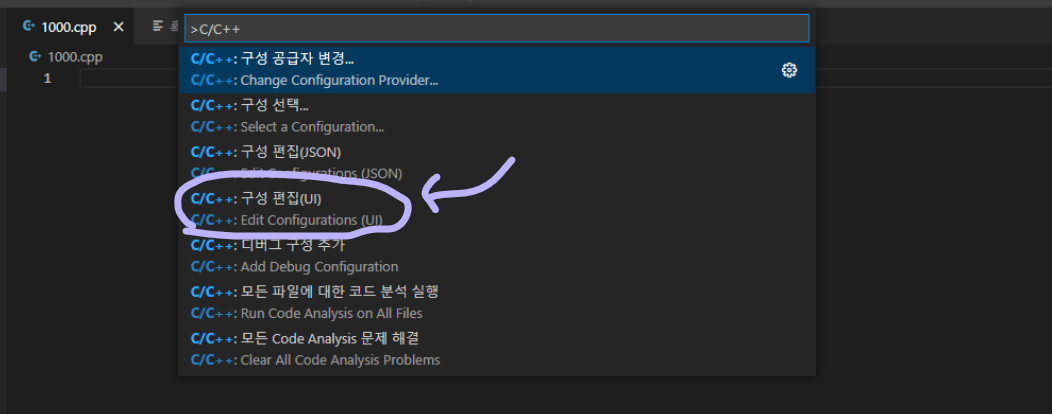 1000.cpp
>C/C++
1000.cpp
1
C/C++: 구성 공급자 변경...
C/C++: Change Configuration Provider...
C/C++: 구성 선택...
C/C++: Select a Configuration...
C/C++: 구성 편집(JSON)
C/C++: Edit Configurations (JSON)
C/C++: 구성 편집(UI)
C/C++: Edit Configurations (UI)
C/C++: 디버그 구성 추가
C/C++: Add Debug Configuration
C/C++: 모든 파일에 대한 코드 분석 실행
C/C++: Run Code Analysis on All Files
C/C++: 모든 Code Analysis 문제 해결
C/C++: Clear All Code Analysis Problems